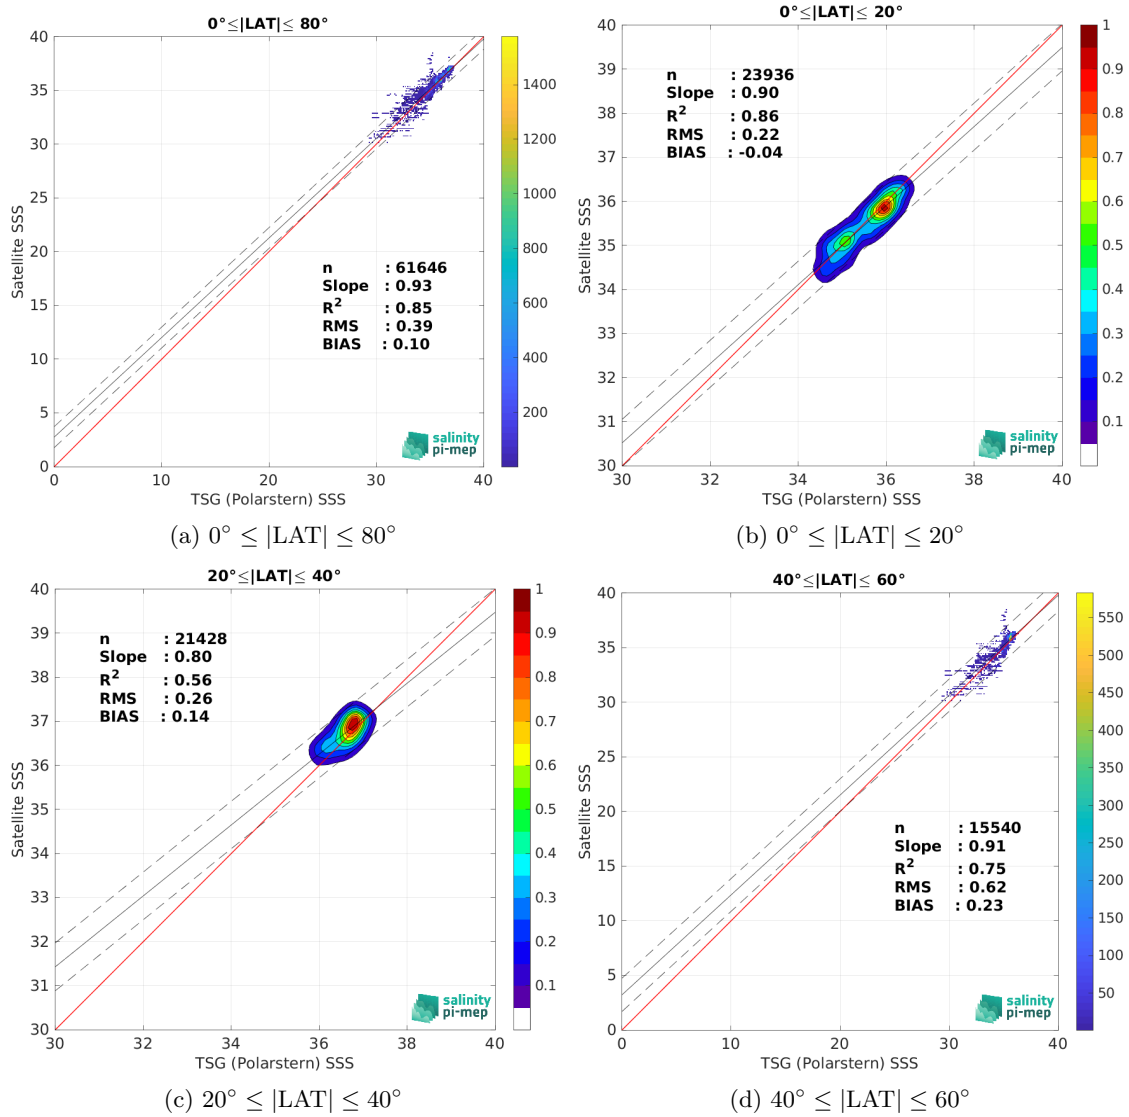 0°≤|LAT|≤ 80°
40
35
30
25
20
15
10
5
0
Satellite SSS
n : 61646
Slope : 0.93
R² : 0.85
RMS : 0.39
BIAS : 0.10
salinity
pi-mep
0 10 20 30 40
TSG (Polarstern) SSS
1400
1200
1000
800
600
400
200
(a) 0° ≤ |LAT| ≤ 80°
0°≤|LAT|≤ 20°
40
39
38
37
36
35
34
33
32
31
30
Satellite SSS
n : 23936
Slope : 0.90
R² : 0.86
RMS : 0.22
BIAS : -0.04
salinity
pi-mep
30 32 34 36 38 40
TSG (Polarstern) SSS
1
0.9
0.8
0.7
0.6
0.5
0.4
0.3
0.2
0.1
(b) 0° ≤ |LAT| ≤ 20°
20°≤|LAT|≤ 40°
40
39
38
37
36
35
34
33
32
31
30
Satellite SSS
n : 21428
Slope : 0.80
R² : 0.56
RMS : 0.26
BIAS : 0.14
salinity
pi-mep
30 32 34 36 38 40
TSG (Polarstern) SSS
1
0.9
0.8
0.7
0.6
0.5
0.4
0.3
0.2
0.1
(c) 20° ≤ |LAT| ≤ 40°
40°≤|LAT|≤ 60°
40
35
30
25
20
15
10
5
0
Satellite SSS
n : 15540
Slope : 0.91
R² : 0.75
RMS : 0.62
BIAS : 0.23
salinity
pi-mep
0 10 20 30 40
TSG (Polarstern) SSS
550
500
450
400
350
300
250
200
150
100
50
(d) 40° ≤ |LAT| ≤ 60°